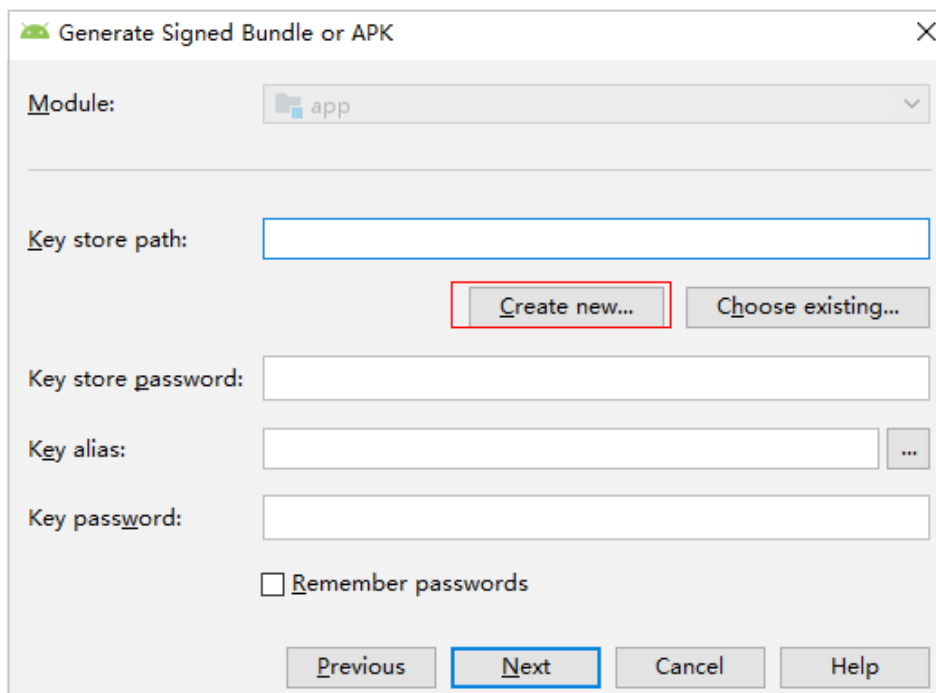 Generate Signed Bundle or APK
Module:
app
Key store path:
Create new...
Choose existing...
Key store password:
Key alias:
...
Key password:
Remember passwords
Previous
Next
Cancel
Help